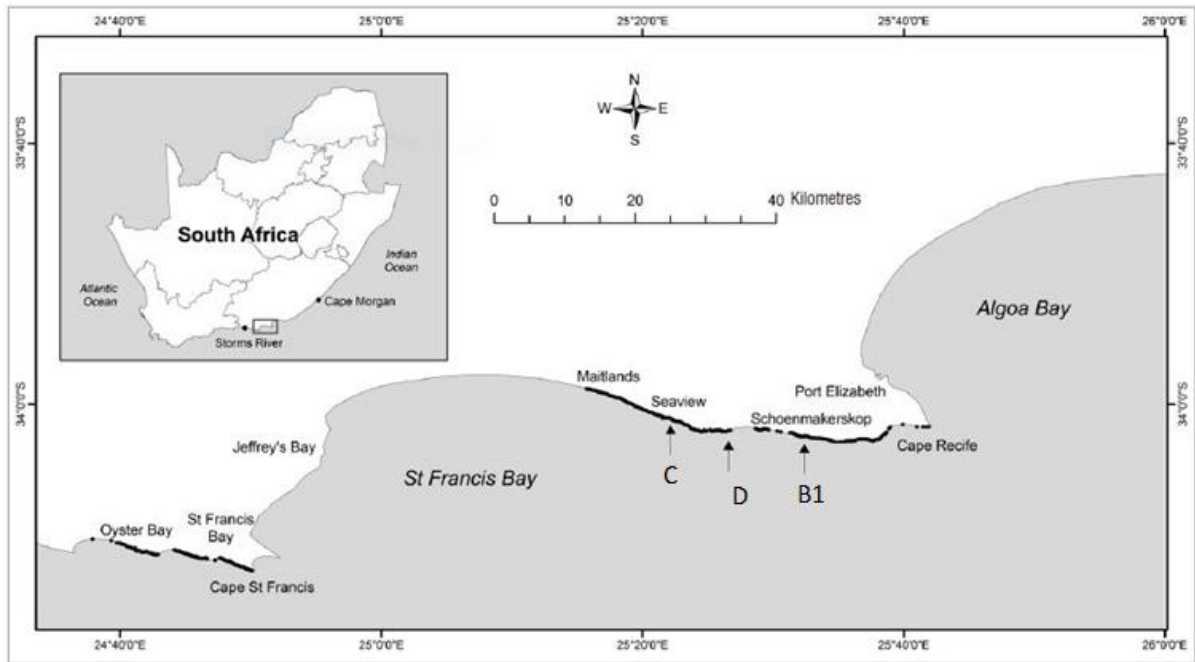 24°40'0"E
25°0'0"E
25°20'0"E
25°40'0"E
26°0'0"E
33°40'0"S
34°0'0"S
South Africa
Atlantic
Ocean
Indian
Ocean
Cape Morgan
Storms River
N
W E
S
0 10 20 40 Kilometres
Algoa Bay
Maitlands
Seaview
Port Elizabeth
Schoenmakerskop
Cape Recife
Jeffrey's Bay
St Francis Bay
C
D
B1
St Francis
Bay
Oyster Bay
Cape St Francis
33°40'0"S
34°0'0"S
24°40'0"E
25°0'0"E
25°20'0"E
25°40'0"E
26°0'0"E